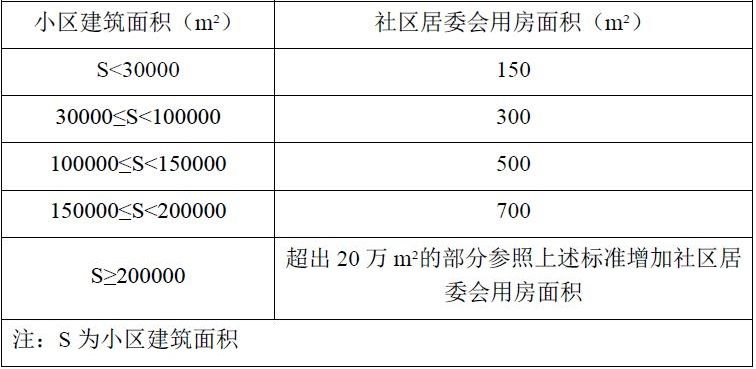 小区建筑面积（m²） 社区居委会用房面积（m²）
S<30000 150
30000≤S<100000 300
100000≤S<150000 500
150000≤S<200000 700
S≥200000 超出 20 万 m²的部分参照上述标准增加社区居
委会用房面积
注：S 为小区建筑面积